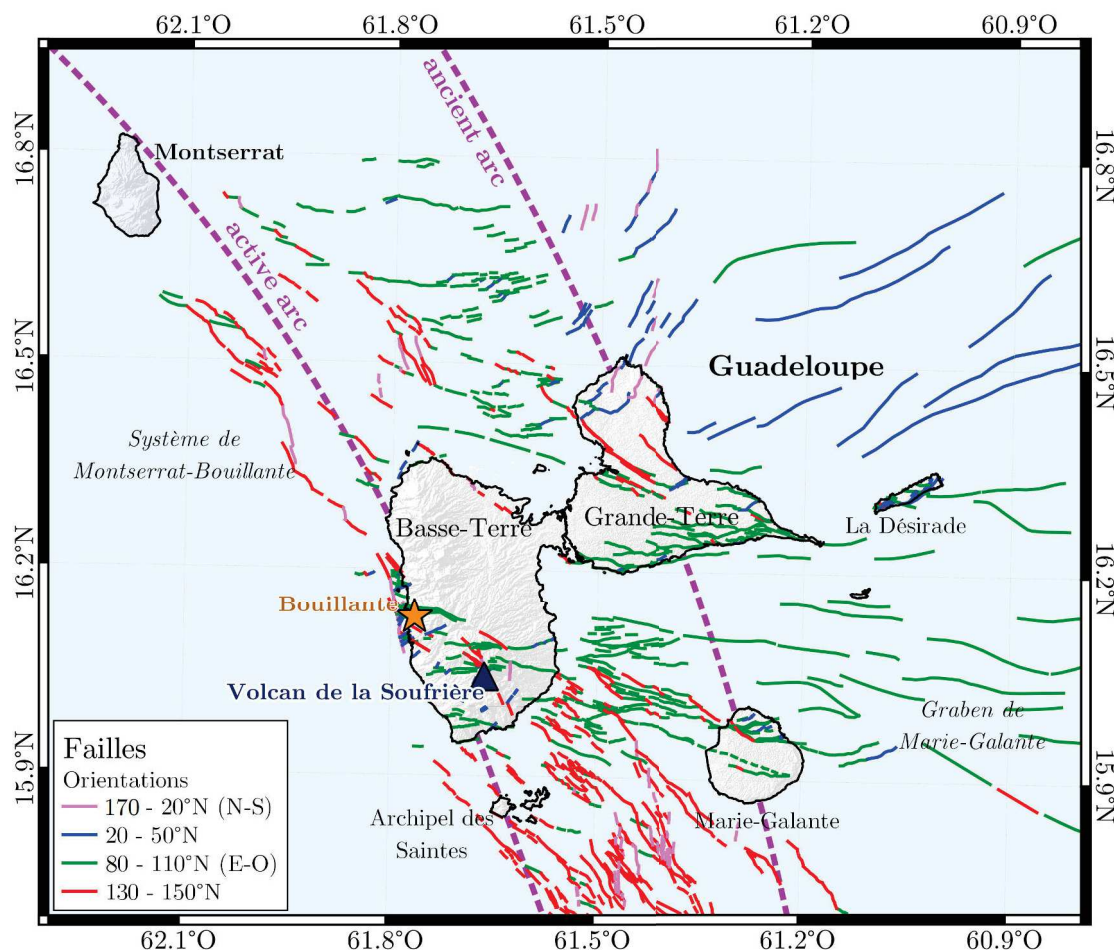 62.1°O 61.8°O 61.5°O 61.2°O 60.9°O
16.8°N
16.8°N
Montserrat
ancient arc
active arc
16.5°N
16.5°N
Guadeloupe
Système de
Montserrat-Bouillante
Basse-Terre
Grande-Terre
La Désirade
16.2°N
16.2°N
Bouillante
Volcan de la Soufrière
Graben de
Marie-Galante
15.9°N
15.9°N
Failles
Orientations
170 - 20°N (N-S)
20 - 50°N
80 - 110°N (E-O)
130 - 150°N
Archipel des
Saintes
Marie-Galante
62.1°O 61.8°O 61.5°O 61.2°O 60.9°O